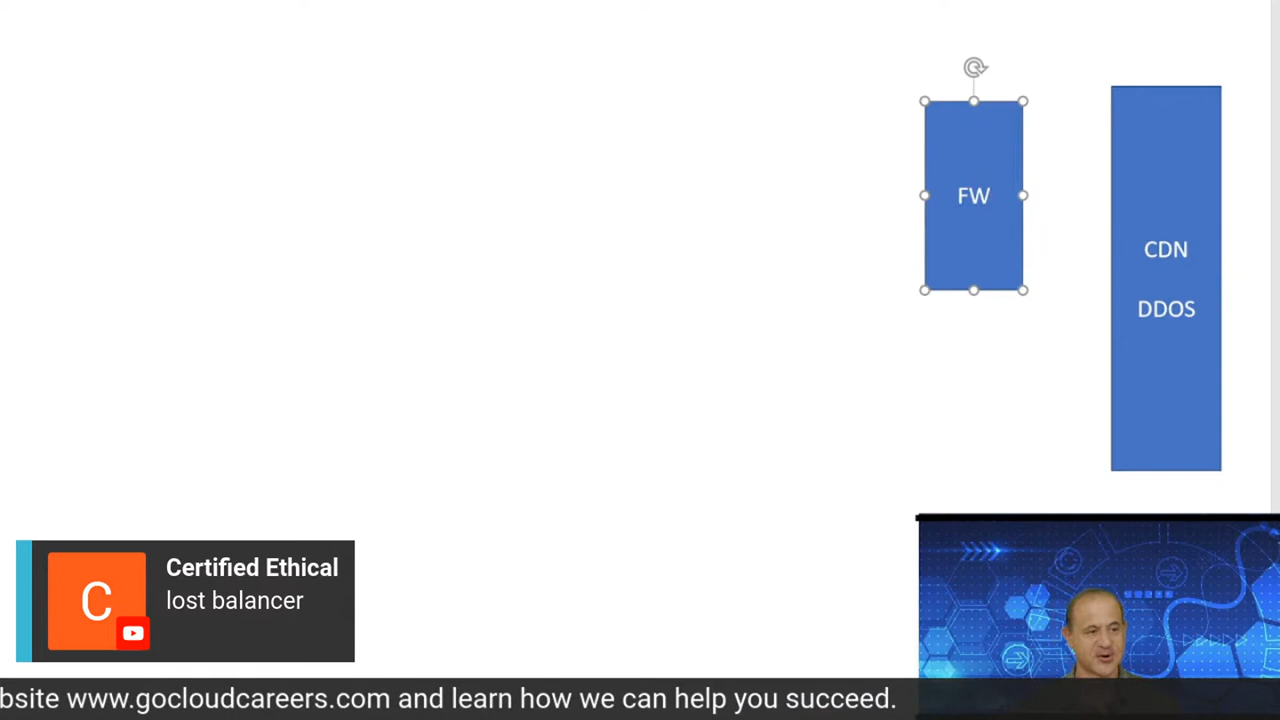 FW
CDN
DDOS
C
Certified Ethical
lost balancer
bsite www.gocloudcareers.com and learn how we can help you succeed.